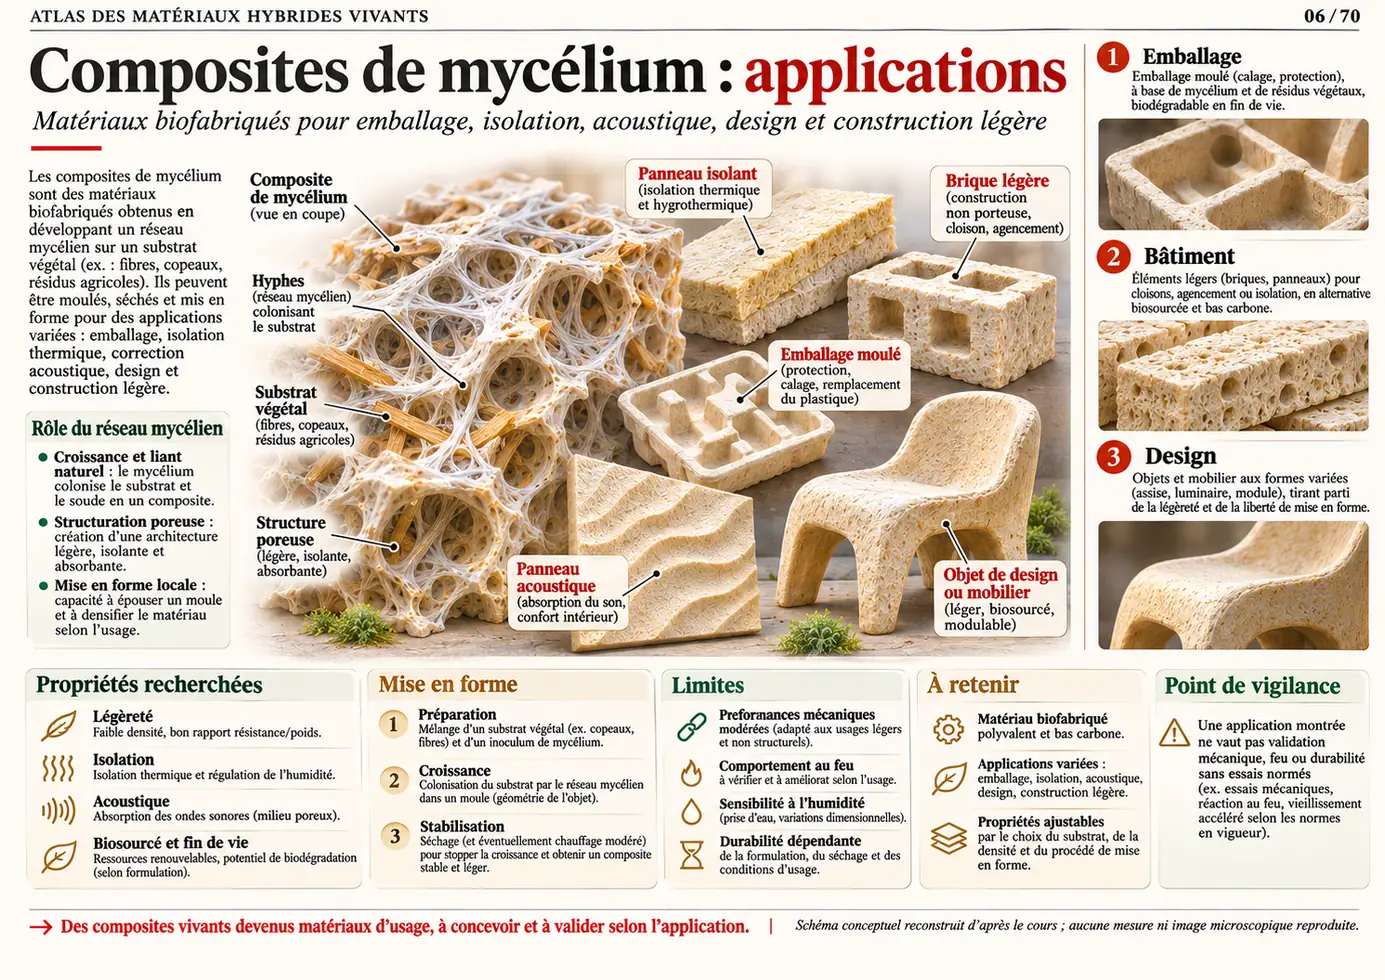 ATLAS DES MATÉRIAUX HYBRIDES VIVANTS
06 / 70
Composites de mycélium : applications
Matériaux biofabriqués pour emballage, isolation, acoustique, design et construction légère
Les composites de mycélium
sont des matériaux
biofabriqués obtenus en
développant un réseau
mycélien sur un substrat
végétal (ex. : fibres, copeaux,
résidus agricoles). Ils peuvent
être moulés, séchés et mis en
forme pour des applications
variées : emballage, isolation
thermique, correction
acoustique, design et
construction légère.
Rôle du réseau mycélien
Croissance et liant
naturel : le mycélium
colonise le substrat et
le soude en un composite.
Structuration poreuse :
création d'une architecture
légère, isolante et
absorbante.
Mise en forme locale :
capacité à épouser un moule
et à densifier le matériau
selon l'usage.
Composite
de mycélium
(vue en coupe)
Hyphes
(réseau mycélien)
colonisant
le substrat
Substrat
végétal
(fibres, copeaux,
résidus agricoles)
Structure
poreuse
(légère, isolante,
absorbante)
Panneau isolant
(isolation thermique
et hygrothermique)
Brique légère
(construction
non porteuse,
cloison, agencement)
Emballage moulé
(protection,
calage, remplacement
du plastique)
Panneau
acoustique
(absorption du son,
confort intérieur)
Objet de design
ou mobilier
(léger, biosourcé,
modulable)
1 Emballage
Emballage moulé (calage, protection),
à base de mycélium et de résidus végétaux,
biodégradable en fin de vie.
2 Bâtiment
Éléments légers (briques, panneaux) pour
cloisons, agencement ou isolation, en alternative
biosourcée et bas carbone.
3 Design
Objets et mobilier aux formes variées
(assise, luminaire, module), tirant parti
de la légèreté et de la liberté de mise en forme.
Propriétés recherchées
Légèreté
Faible densité, bon rapport résistance/poids.
Isolation
Isolation thermique et régulation de l'humidité.
Acoustique
Absorption des ondes sonores (milieu poreux).
Biosourcé et fin de vie
Ressources renouvelables, potentiel de biodégradation
(selon formulation).
Mise en forme
1 Préparation
Mélange d'un substrat végétal (ex. copeaux,
fibres) et d'un inoculum de mycélium.
2 Croissance
Colonisation du substrat par le réseau mycélien
dans un moule (géométrie de l'objet).
3 Stabilisation
Séchage (et éventuellement chauffage modéré)
pour stopper la croissance et obtenir un composite
stable et léger.
Limites
Preformances mécaniques
modérées (adapté aux usages légers
et non structurels).
Comportement au feu
à vérifier et à améliorat selon l'usage.
Sensibilité à l'humidité
(prise d'eau, variations dimensionnelles).
Durabilité dépendante
de la formulation, du séchage et des
conditions d'usage.
À retenir
Matériau biofabriqué
polyvalent et bas carbone.
Applications variées :
emballage, isolation, acoustique,
design, construction légère.
Propriétés ajustables
par le choix du substrat, de la
densité et du procédé de mise
en forme.
Point de vigilance
Une application montrée
ne vaut pas validation
mécanique, feu ou durabilité
sans essais normés
(ex. essais mécaniques,
réaction au feu, vieillissement
accéléré selon les normes
en vigueur).
→ Des composites vivants devenus matériaux d'usage, à concevoir et à valider selon l'application. |
Schéma conceptuel reconstruit d'après le cours ; aucune mesure ni image microscopique reproduite.